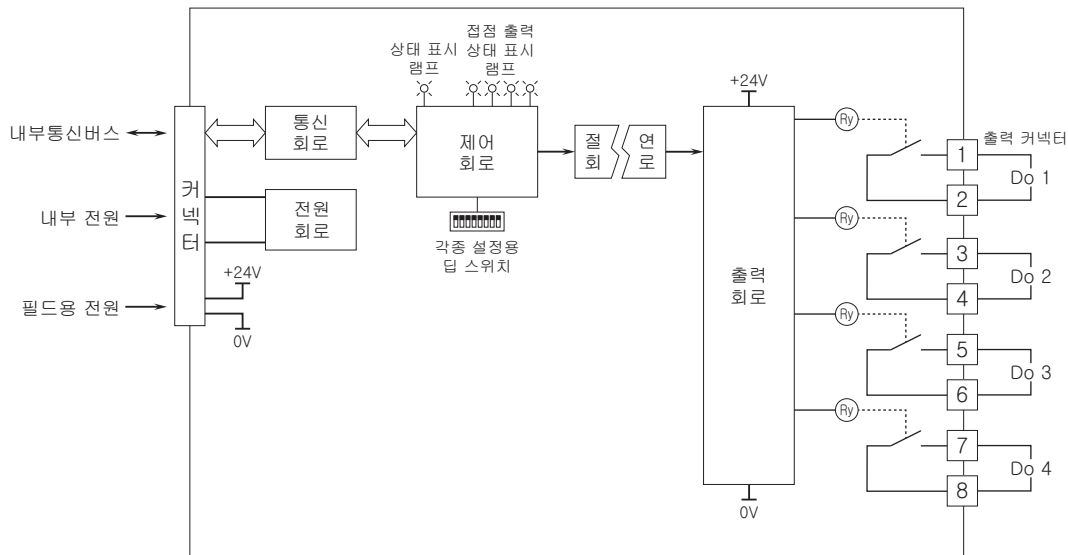 상태 표시
램프
접점 출력
상태 표시
램프
내부통신버스
내부 전원
필드용 전원
커
넥
터
통신
회로
전원
회로
+24V
0V
제어
회로
각종 설정용
딥 스위치
절
회
연
로
+24V
출력
회로
0V
Ry
Ry
Ry
Ry
출력 커넥터
1
2
Do 1
3
4
Do 2
5
6
Do 3
7
8
Do 4